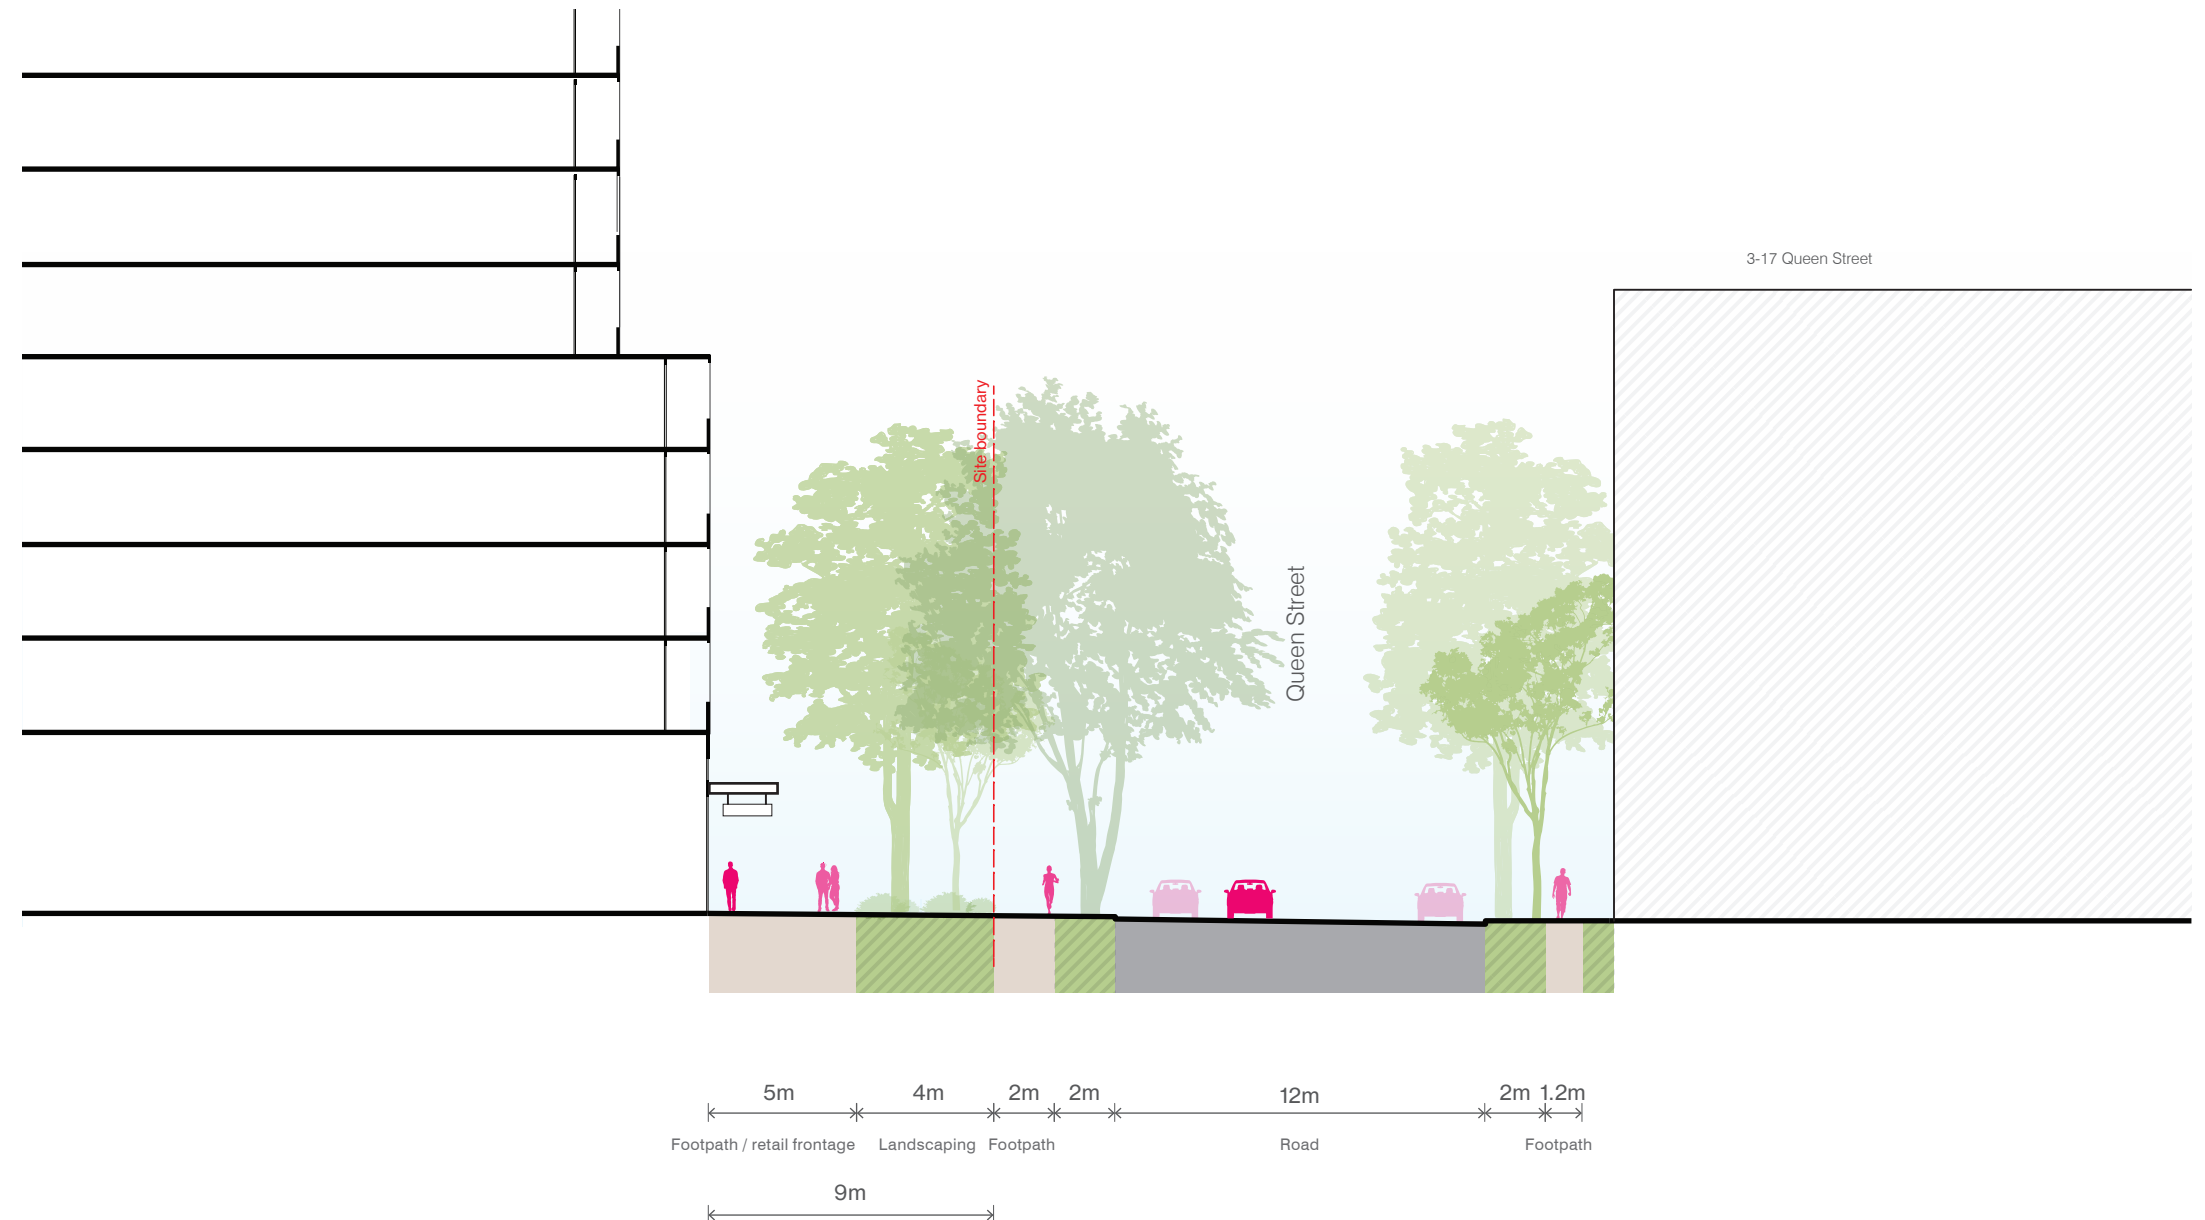 3-17 Queen Street
Site boundary
Queen Street
5m 4m 2m 2m 12m 2m 1.2m
Footpath / retail frontage Landscaping Footpath Road Footpath
9m